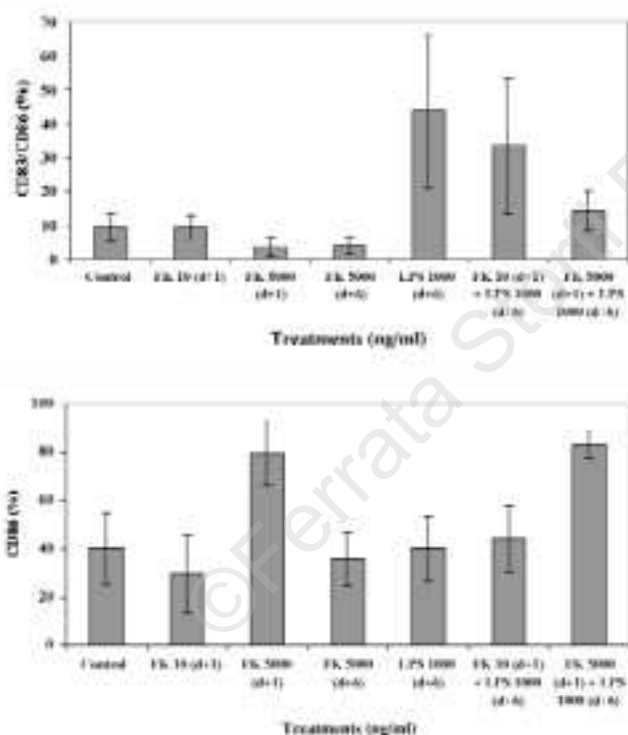 70
60
50
40
30
20
10
0
CD83/CD86 (%)
Control
FK 10 (d+1)
FK 5000
(d+1)
FK 5000
(d+6)
LPS 1000
(d+6)
FK 10 (d+1)
+ LPS 1000
(d+6)
FK 5000
(d+1) + LPS
1000 (d+6)
Treatments (ng/ml)
100
80
60
40
20
0
CD86 (%)
Control
FK 10 (d+1)
FK 5000
(d+1)
FK 5000
(d+6)
LPS 1000
(d+6)
FK 10 (d+1)
+ LPS 1000
(d+6)
FK 5000
(d+1) + LPS
1000 (d+6)
Treatments (ng/ml)
©Ferrata Storti